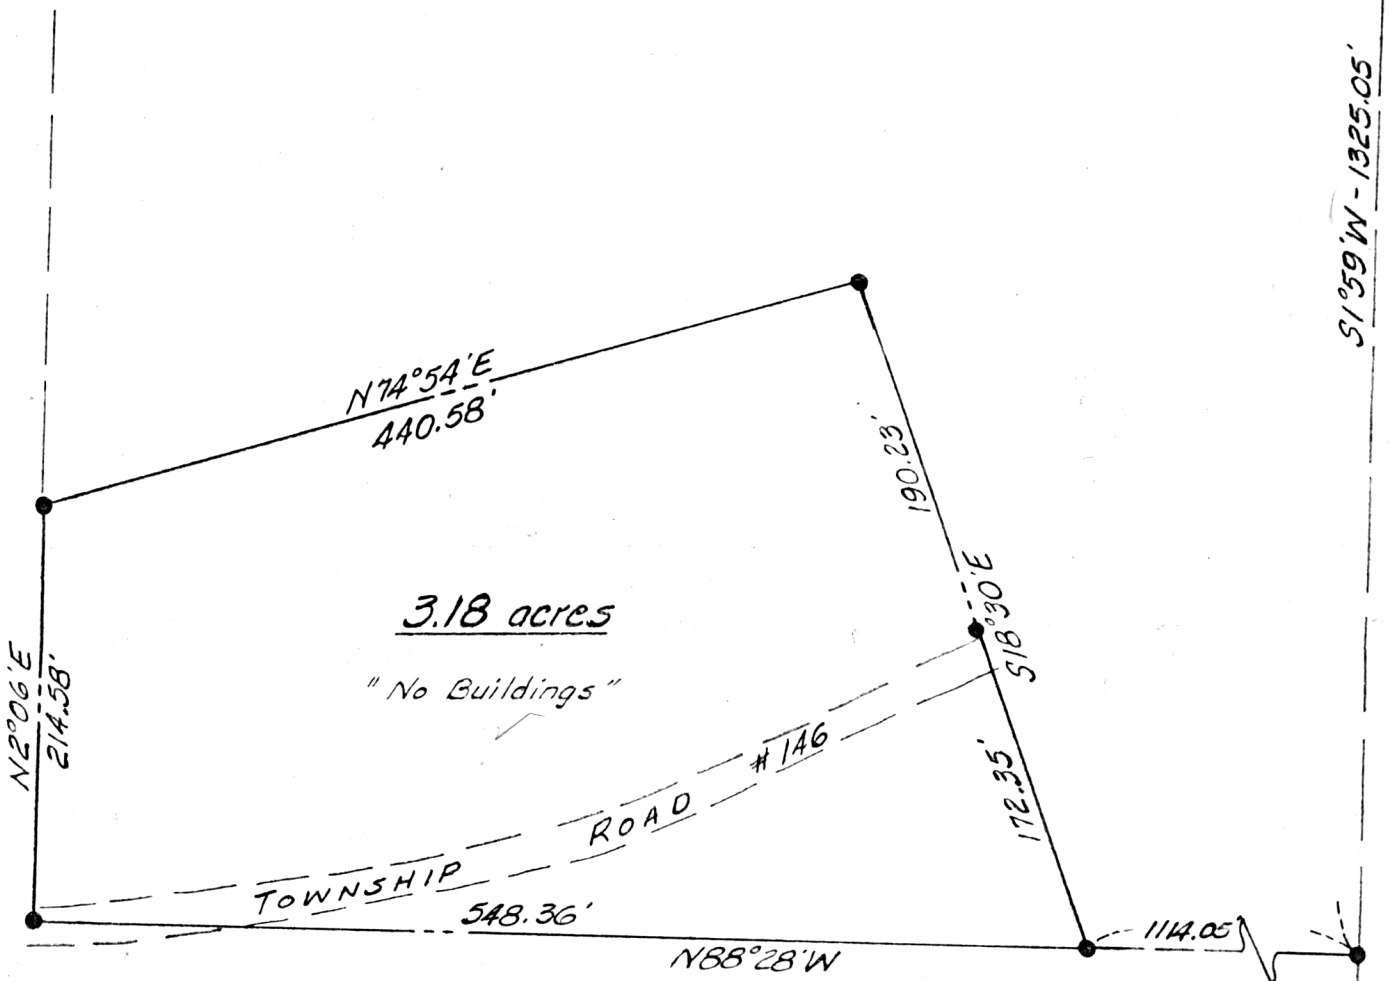 S1°59'W - 1325.05'
N74°54'E
440.58'
190.23'
S18°30'E
3.18 acres
"No Buildings"
N2°06'E
214.58'
TOWNSHIP ROAD #146
172.35'
548.36'
1114.05'
N88°28'W